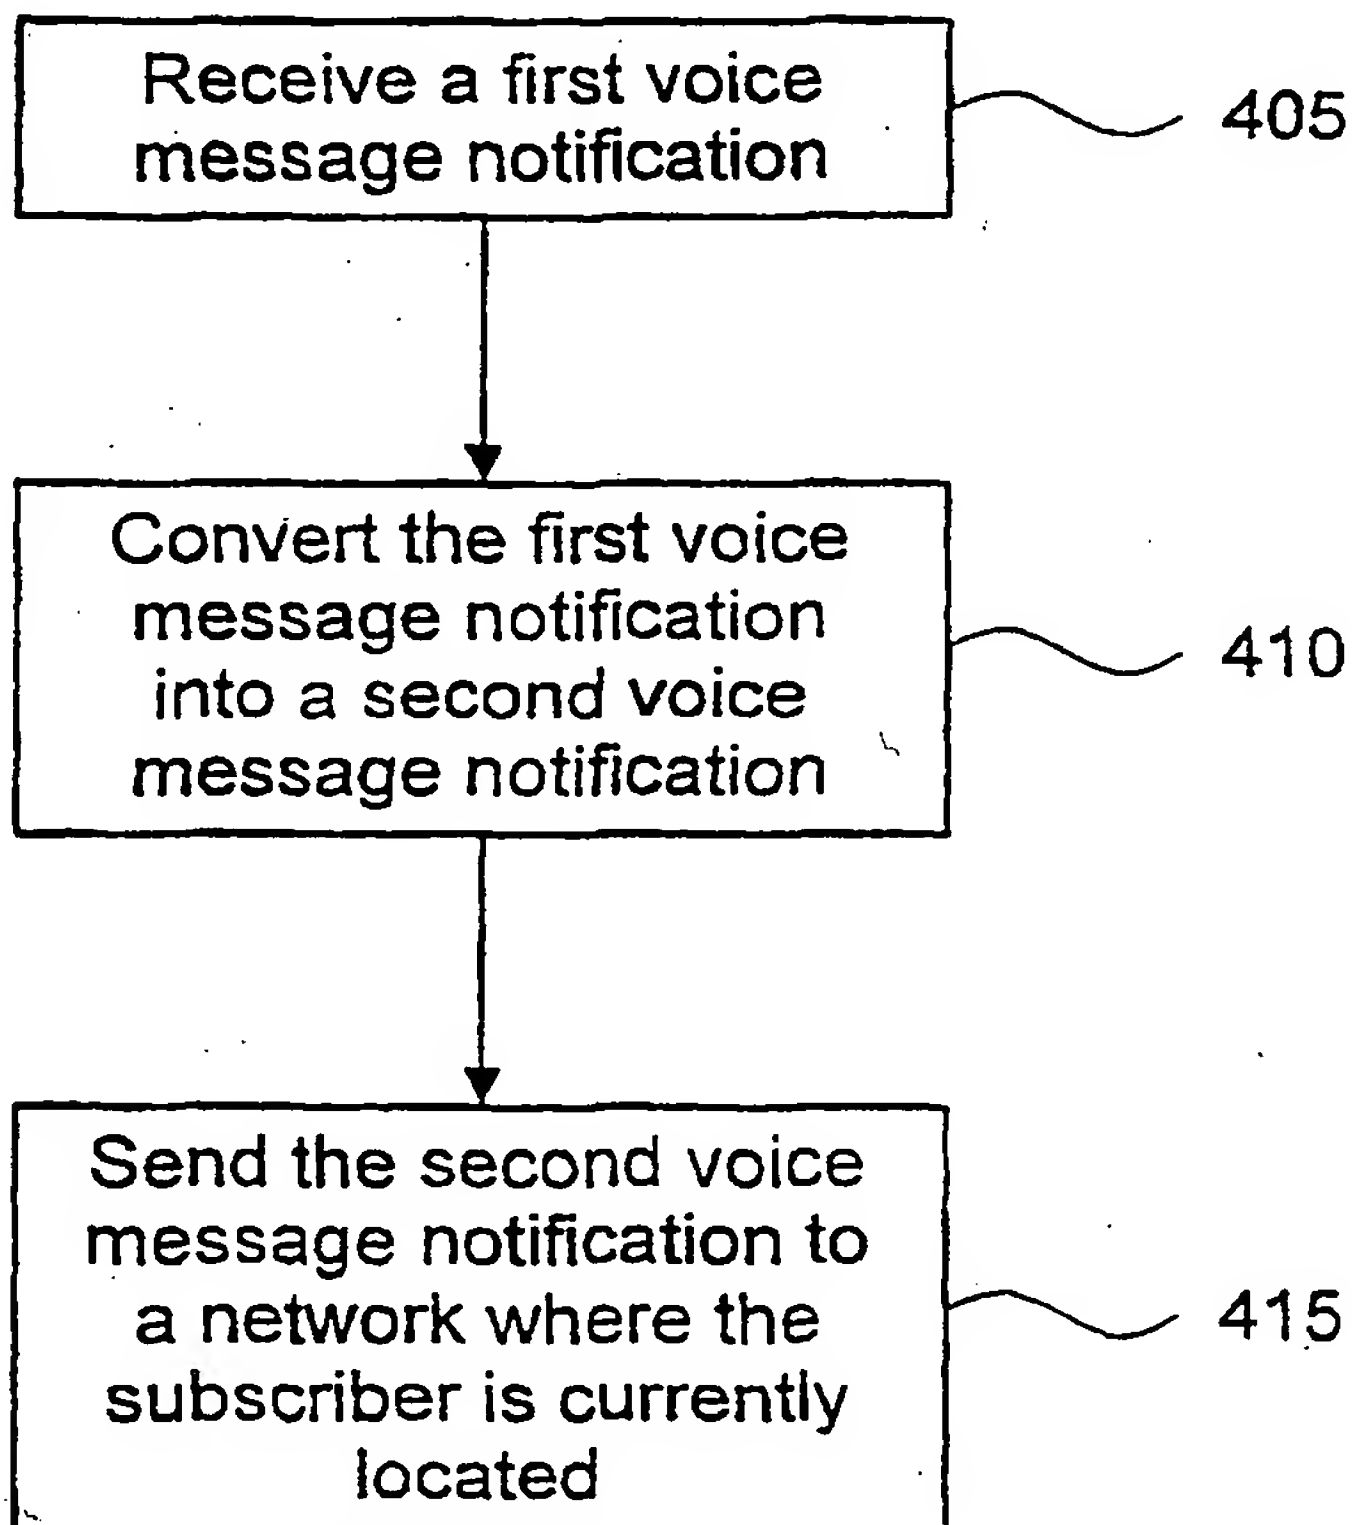 Receive a first voice
message notification
405
Convert the first voice
message notification
into a second voice
message notification
410
Send the second voice
message notification to
a network where the
subscriber is currently
located
415